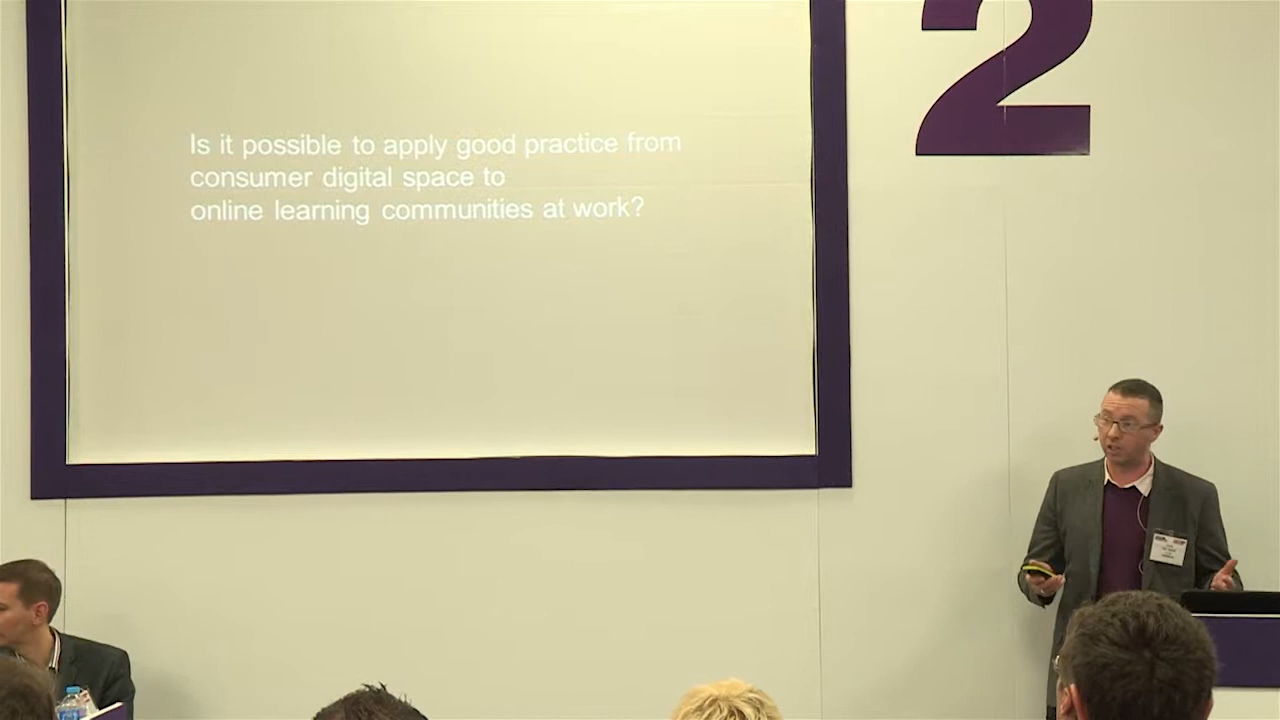 2
Is it possible to apply good practice from
consumer digital space to
online learning communities at work?